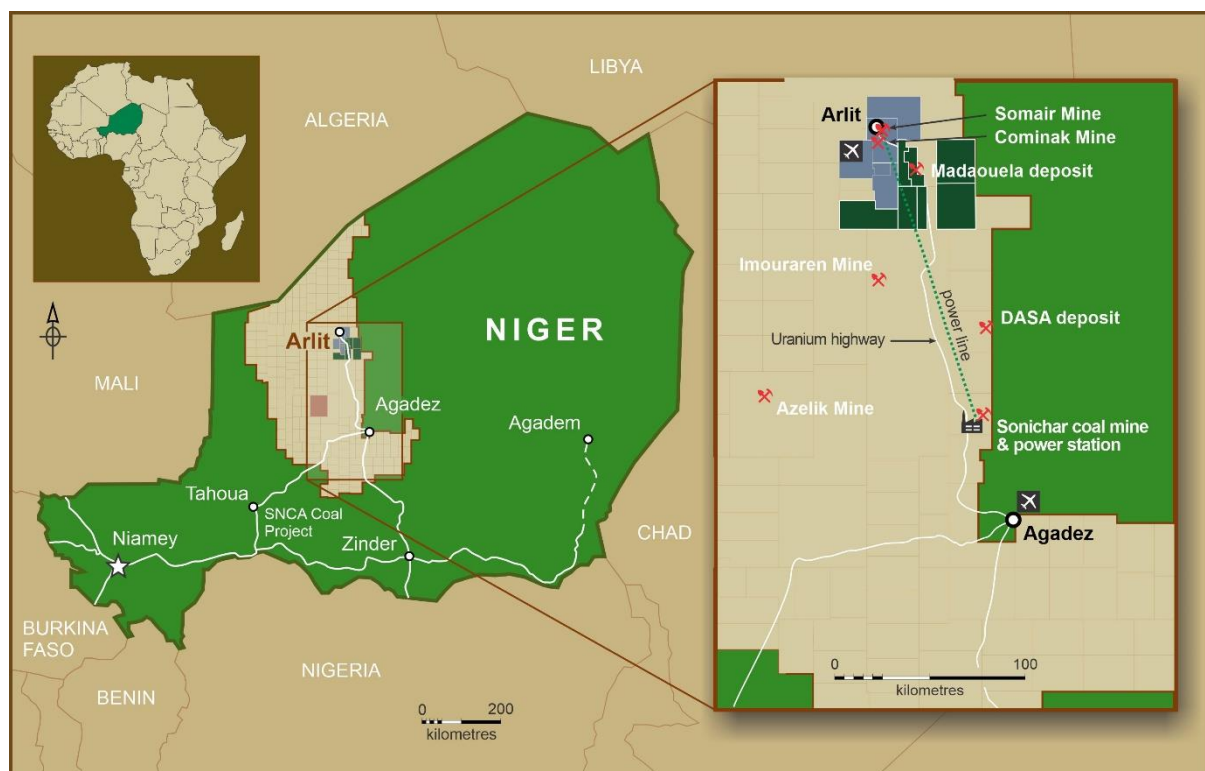 LIBYA
ALGERIA
MALI
NIGER
Arlit
Agadez
Agadem
Tahoua
SNCA Coal
Project
Niamey
Zinder
CHAD
BURKINA
FASO
BENIN
NIGERIA
0 200
kilometres
Arlit
Somair Mine
Cominak Mine
Madaouela deposit
Imouraren Mine
power line
DASA deposit
Uranium highway
Azelik Mine
Sonichar coal mine
& power station
Agadez
0 100
kilometres